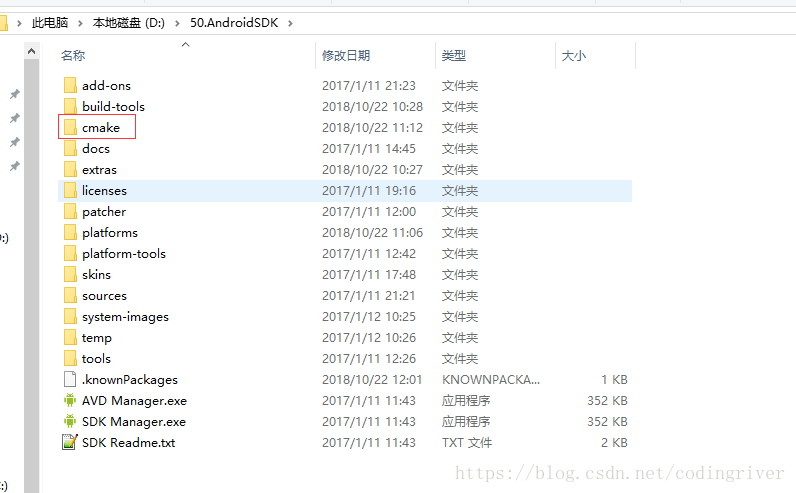 此电脑 > 本地磁盘 (D:) > 50.AndroidSDK >
名称 修改日期 类型 大小
add-ons 2017/1/11 21:23 文件夹
build-tools 2018/10/22 10:28 文件夹
cmake 2018/10/22 11:12 文件夹
docs 2017/1/11 14:45 文件夹
extras 2018/10/22 10:27 文件夹
licenses 2017/1/11 19:16 文件夹
patcher 2017/1/11 12:00 文件夹
platforms 2018/10/22 11:06 文件夹
platform-tools 2017/1/11 12:42 文件夹
skins 2017/1/11 17:48 文件夹
sources 2017/1/11 21:21 文件夹
system-images 2017/1/12 10:25 文件夹
temp 2017/1/12 10:26 文件夹
tools 2017/1/11 12:26 文件夹
.knownPackages 2018/10/22 12:01 KNOWNPACKA... 1 KB
AVD Manager.exe 2017/1/11 11:43 应用程序 352 KB
SDK Manager.exe 2017/1/11 11:43 应用程序 352 KB
SDK Readme.txt 2017/1/11 11:43 TXT 文件 2 KB
https://blog.csdn.net/codingriver